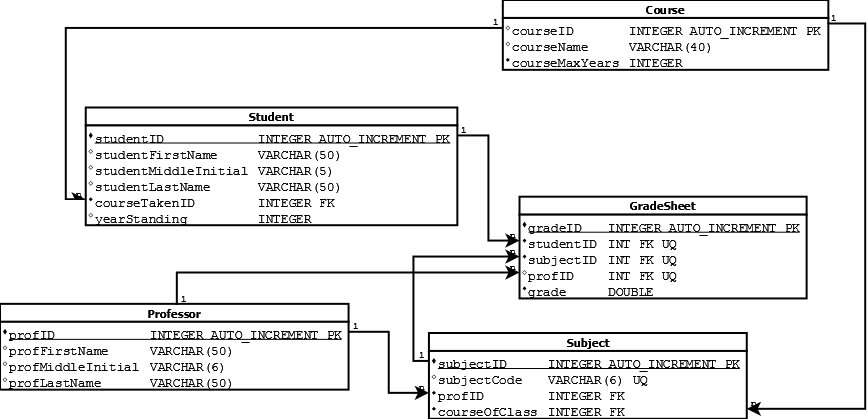 Course
1
1
courseID INTEGER AUTO_INCREMENT PK
courseName VARCHAR(40)
courseMaxYears INTEGER
Student
1
studentID INTEGER AUTO_INCREMENT PK
studentFirstName VARCHAR(50)
studentMiddleInitial VARCHAR(5)
studentLastName VARCHAR(50)
courseTakenID INTEGER FK
yearStanding INTEGER
GradeSheet
gradeID INTEGER AUTO_INCREMENT PK
studentID INT FK UQ
subjectID INT FK UQ
profID INT FK UQ
grade DOUBLE
1
Professor
1
profID INTEGER AUTO_INCREMENT PK
profFirstName VARCHAR(50)
profMiddleInitial VARCHAR(6)
profLastName VARCHAR(50)
Subject
1
subjectID INTEGER AUTO_INCREMENT PK
subjectCode VARCHAR(6) UQ
profID INTEGER FK
courseOfClass INTEGER FK